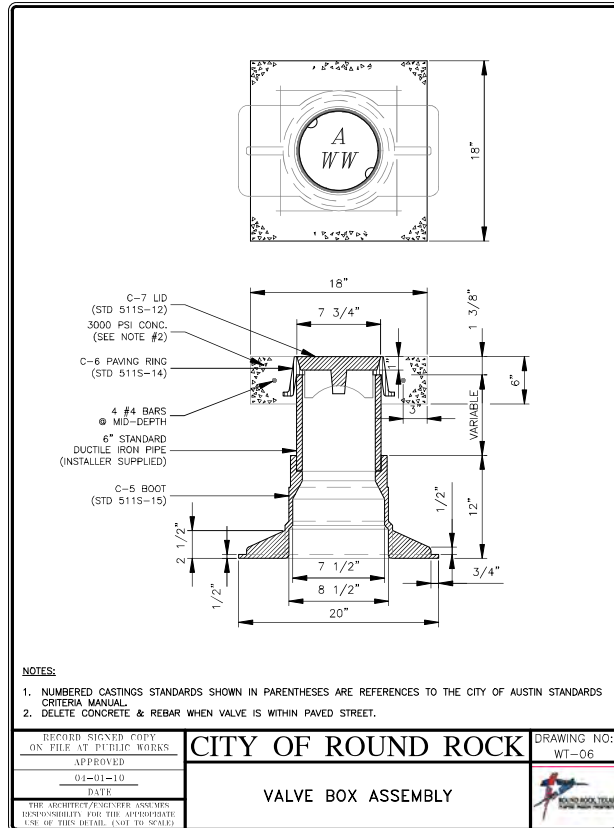 A
WW
18"
18"
7 3/4"
1 3/8"
C-7 LID
(STD 511S-12)
3000 PSI CONC.
(SEE NOTE #2)
C-6 PAVING RING
(STD 511S-14)
1"
6"
3"
4 #4 BARS
@ MID-DEPTH
VARIABLE
6" STANDARD
DUCTILE IRON PIPE
(INSTALLER SUPPLIED)
C-5 BOOT
(STD 511S-15)
12"
1/2"
2 1/2"
1/2"
7 1/2"
8 1/2"
3/4"
20"
NOTES:
1. NUMBERED CASTINGS STANDARDS SHOWN IN PARENTHESES ARE REFERENCES TO THE CITY OF AUSTIN STANDARDS
CRITERIA MANUAL.
2. DELETE CONCRETE & REBAR WHEN VALVE IS WITHIN PAVED STREET.
RECORD SIGNED COPY
ON FILE AT PUBLIC WORKS
APPROVED
04-01-10
DATE
THE ARCHITECT/ENGINEER ASSUMES
RESPONSIBILITY FOR THE APPROPRIATE
USE OF THIS DETAIL. (NOT TO SCALE)
CITY OF ROUND ROCK
VALVE BOX ASSEMBLY
DRAWING NO:
WT-06
ROUND ROCK, TEXAS